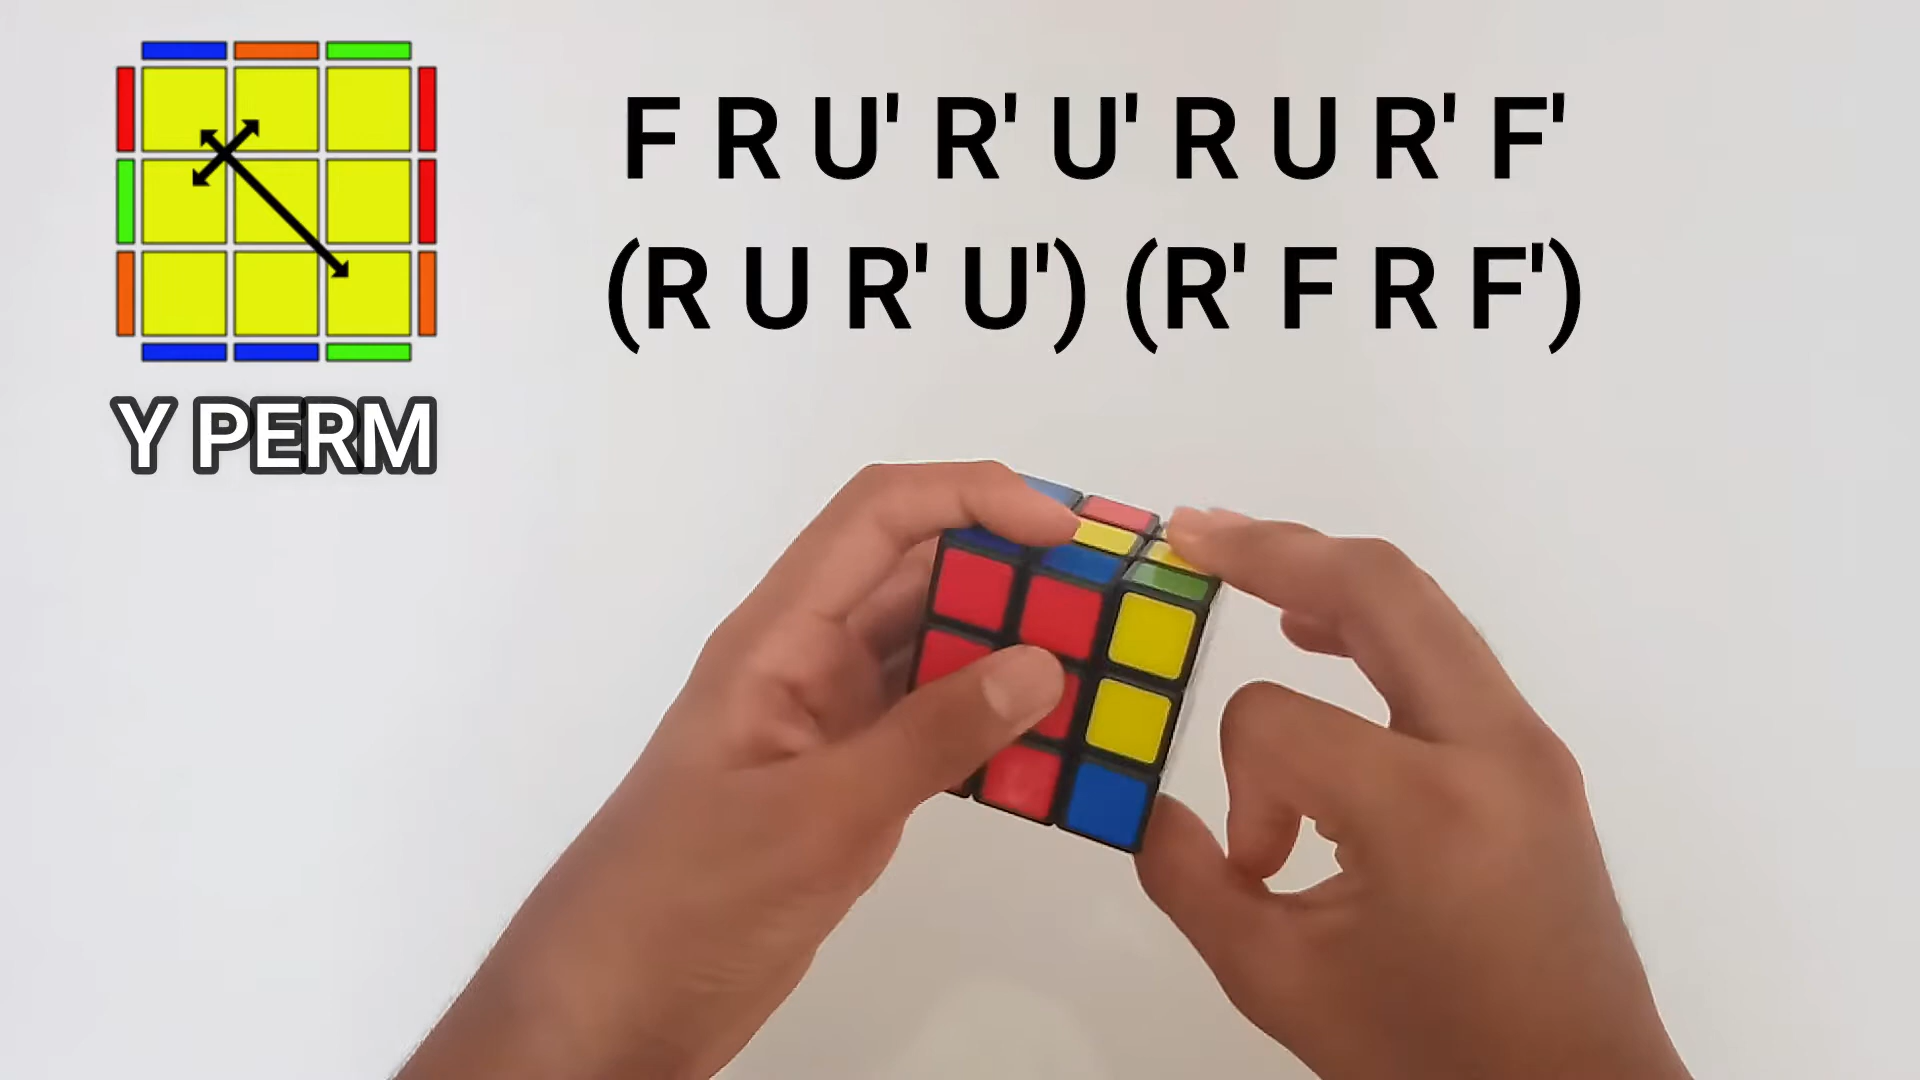 F R U' R' U' R U R' F'
(R U R' U') (R' F R F')
Y PERM